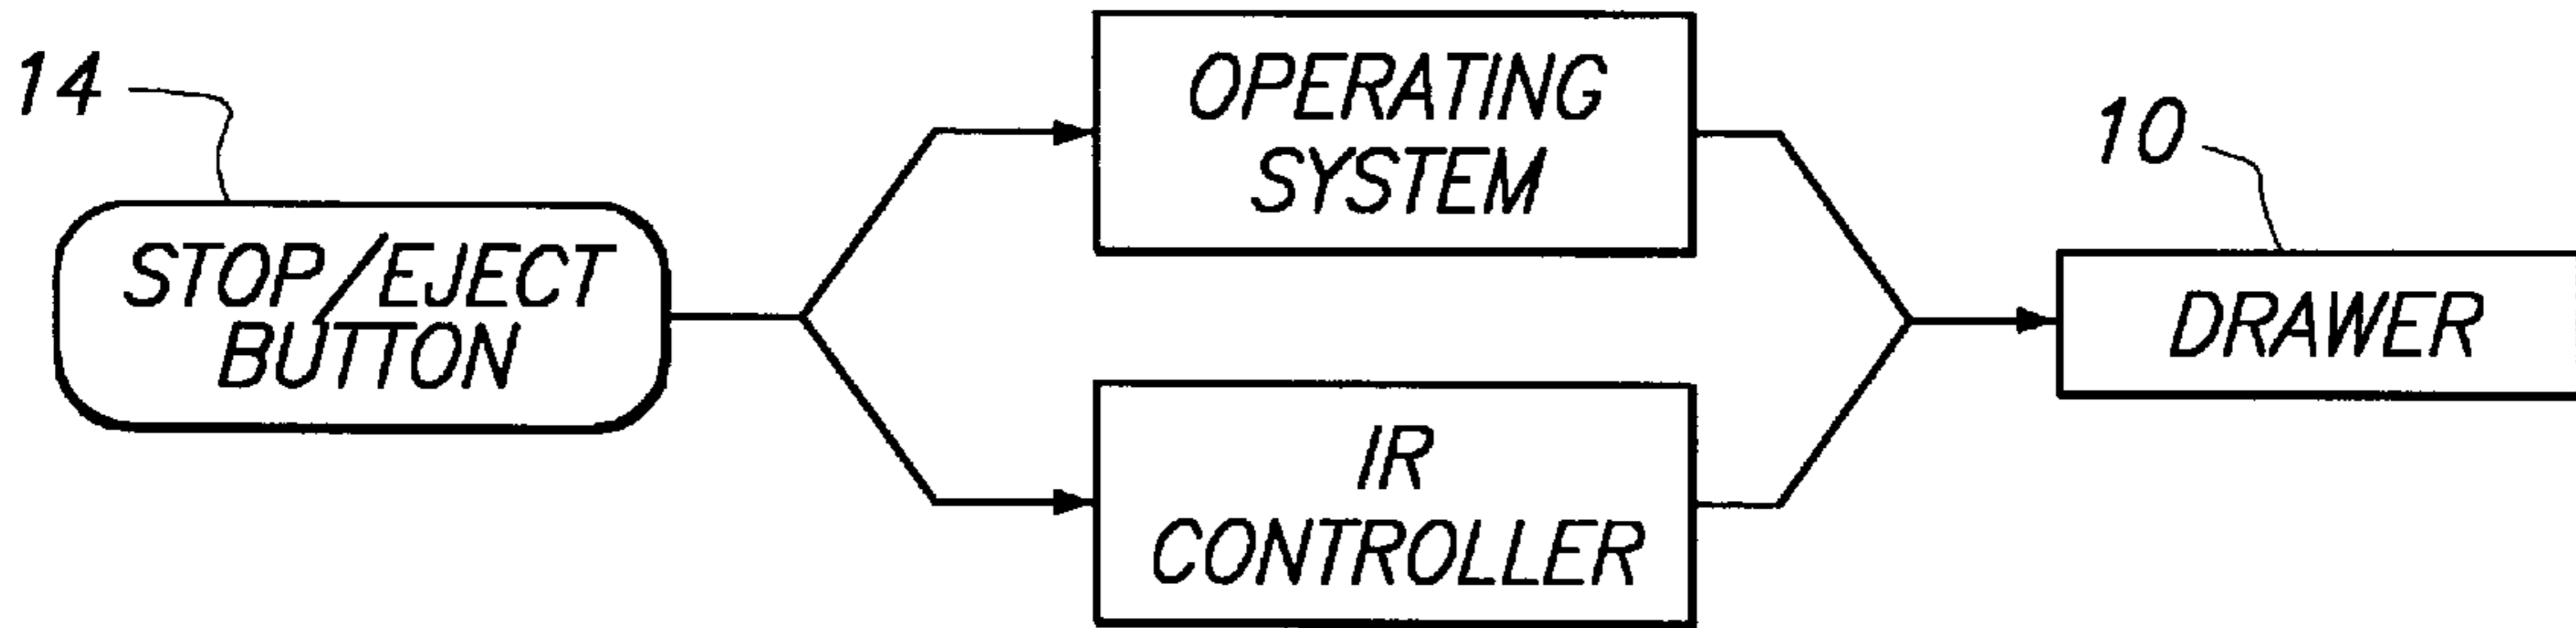 14
STOP/EJECT
BUTTON
OPERATING
SYSTEM
IR
CONTROLLER
10
DRAWER